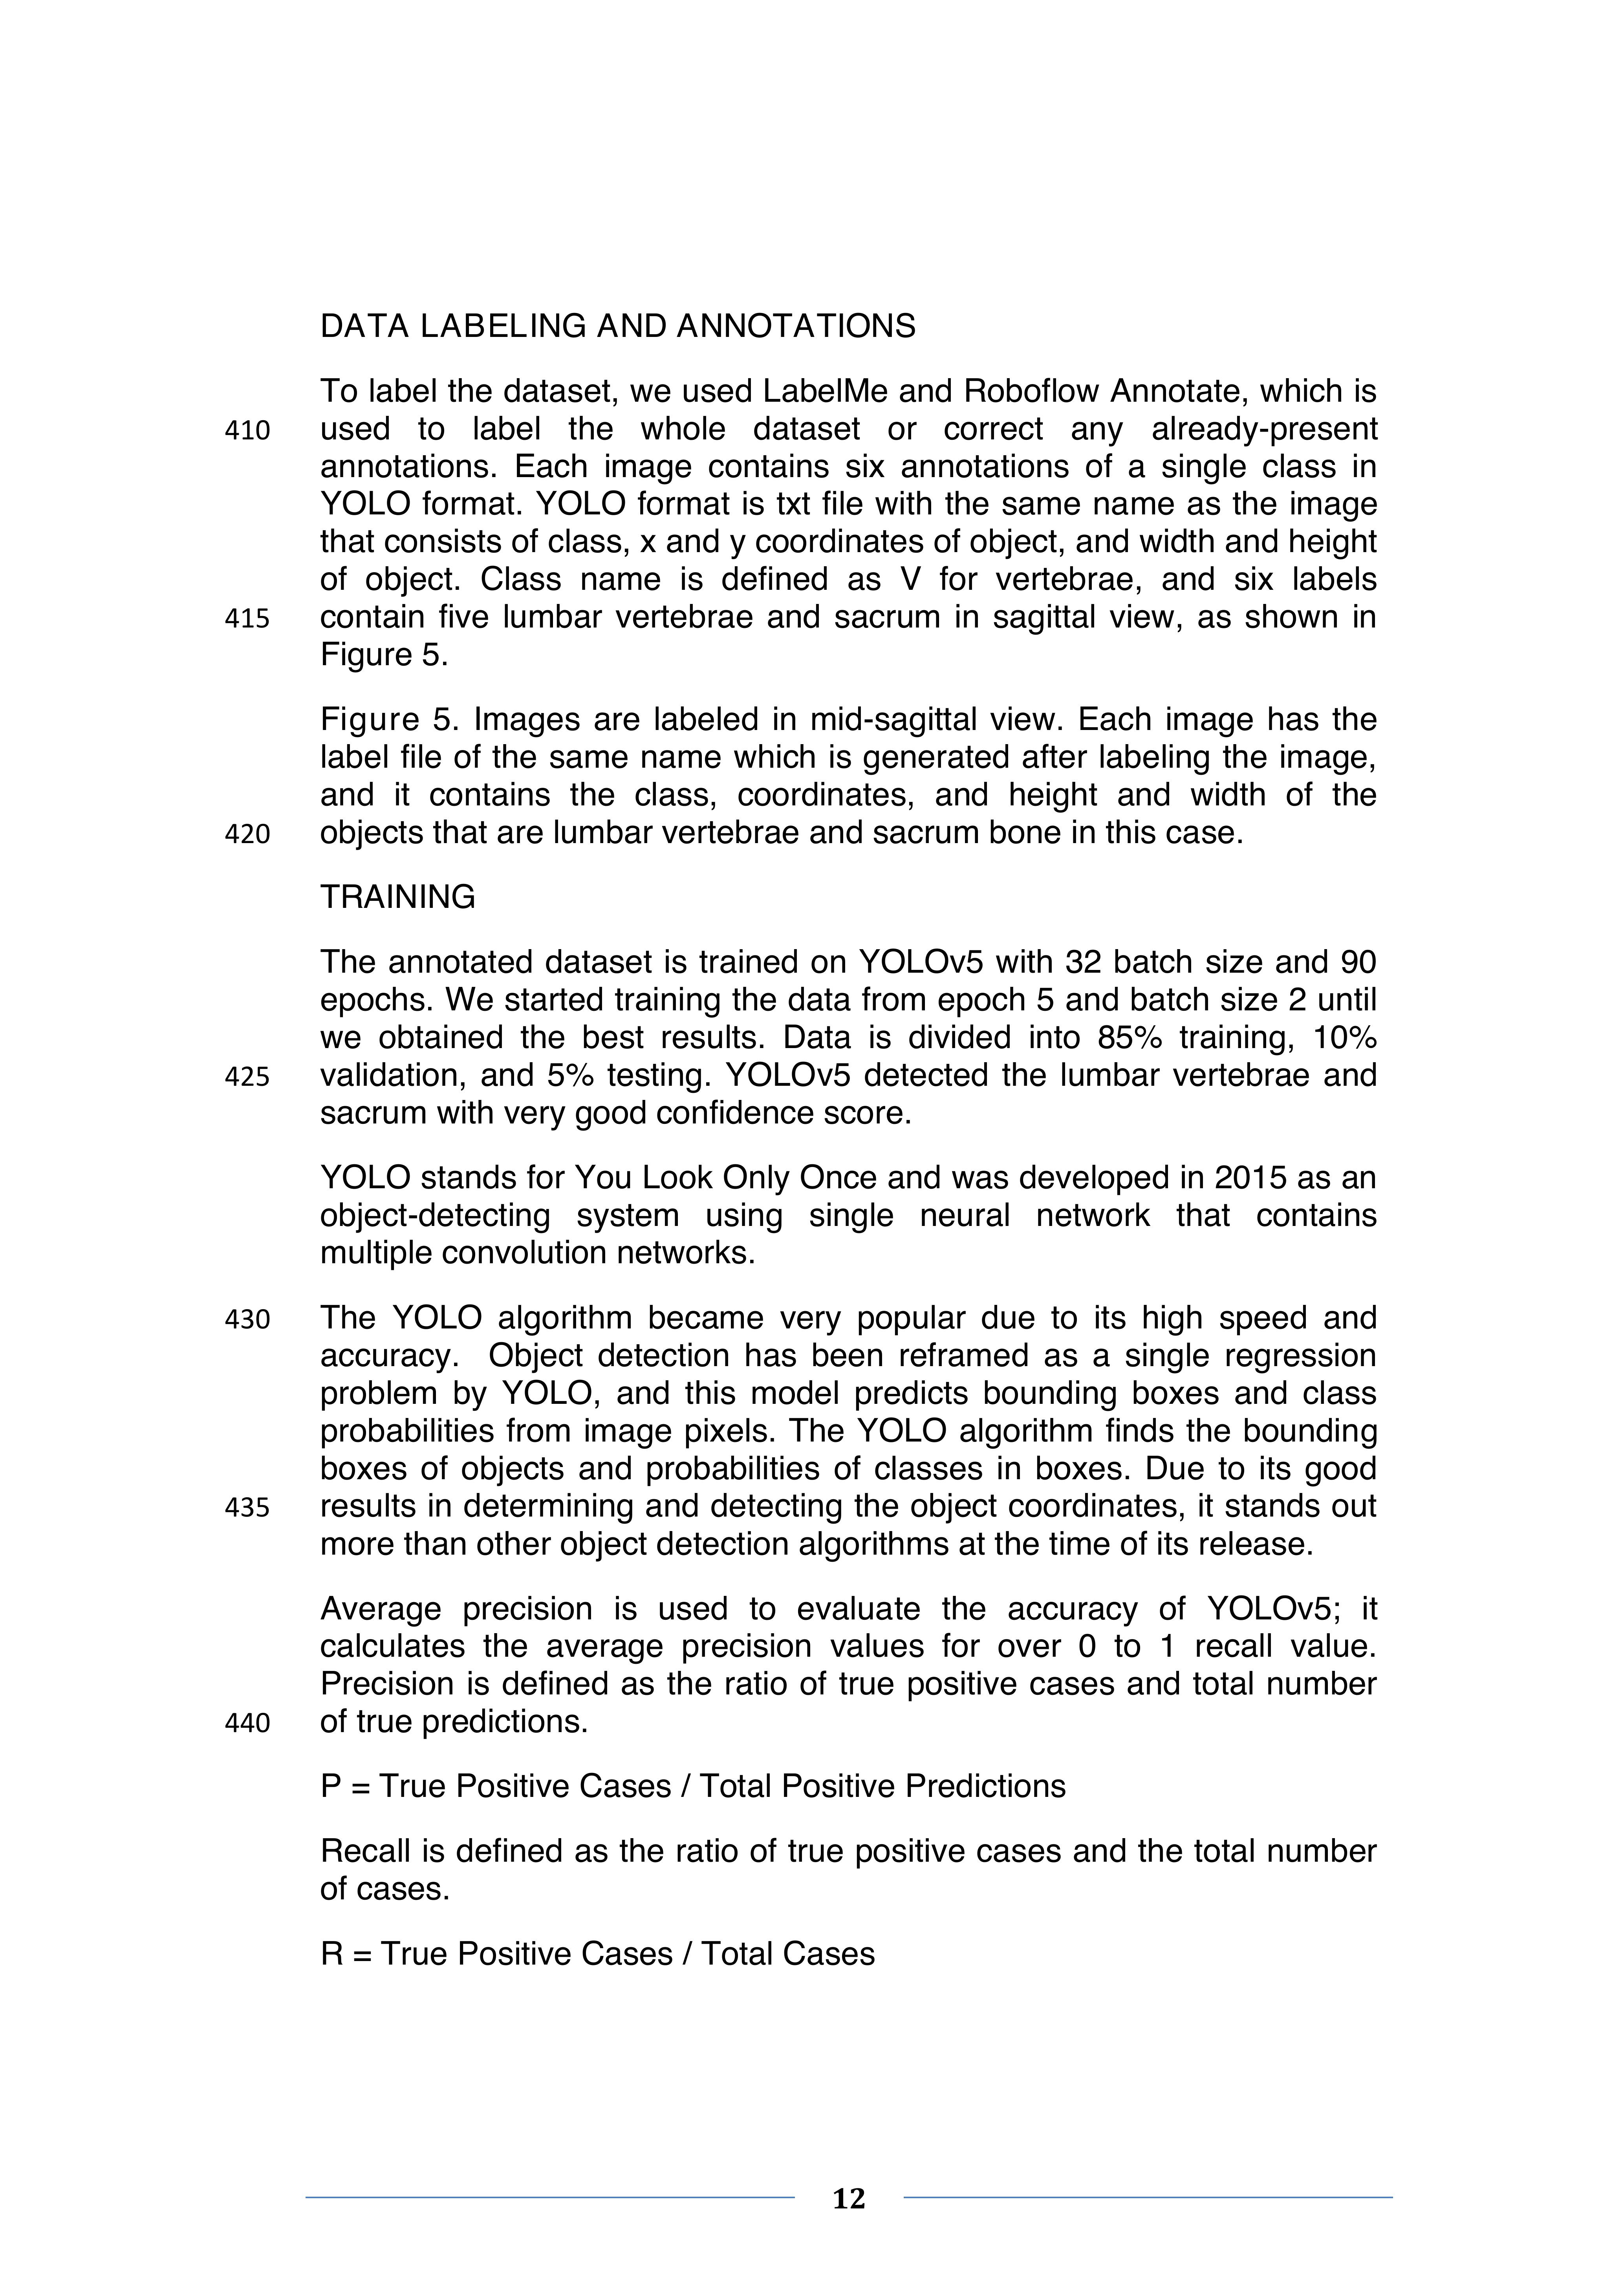 DATA LABELING AND ANNOTATIONS
To label the dataset, we used LabelMe and Roboflow Annotate, which is
410 used to label the whole dataset or correct any already-present
annotations. Each image contains six annotations of a single class in
YOLO format. YOLO format is txt file with the same name as the image
that consists of class, x and y coordinates of object, and width and height
of object. Class name is defined as V for vertebrae, and six labels
415 contain five lumbar vertebrae and sacrum in sagittal view, as shown in
Figure 5.
Figure 5. Images are labeled in mid-sagittal view. Each image has the
label file of the same name which is generated after labeling the image,
and it contains the class, coordinates, and height and width of the
420 objects that are lumbar vertebrae and sacrum bone in this case.
TRAINING
The annotated dataset is trained on YOLOv5 with 32 batch size and 90
epochs. We started training the data from epoch 5 and batch size 2 until
we obtained the best results. Data is divided into 85% training, 10%
425 validation, and 5% testing. YOLOv5 detected the lumbar vertebrae and
sacrum with very good confidence score.
YOLO stands for You Look Only Once and was developed in 2015 as an
object-detecting system using single neural network that contains
multiple convolution networks.
430 The YOLO algorithm became very popular due to its high speed and
accuracy. Object detection has been reframed as a single regression
problem by YOLO, and this model predicts bounding boxes and class
probabilities from image pixels. The YOLO algorithm finds the bounding
boxes of objects and probabilities of classes in boxes. Due to its good
435 results in determining and detecting the object coordinates, it stands out
more than other object detection algorithms at the time of its release.
Average precision is used to evaluate the accuracy of YOLOv5; it
calculates the average precision values for over 0 to 1 recall value.
Precision is defined as the ratio of true positive cases and total number
440 of true predictions.
P = True Positive Cases / Total Positive Predictions
Recall is defined as the ratio of true positive cases and the total number
of cases.
R = True Positive Cases / Total Cases
12